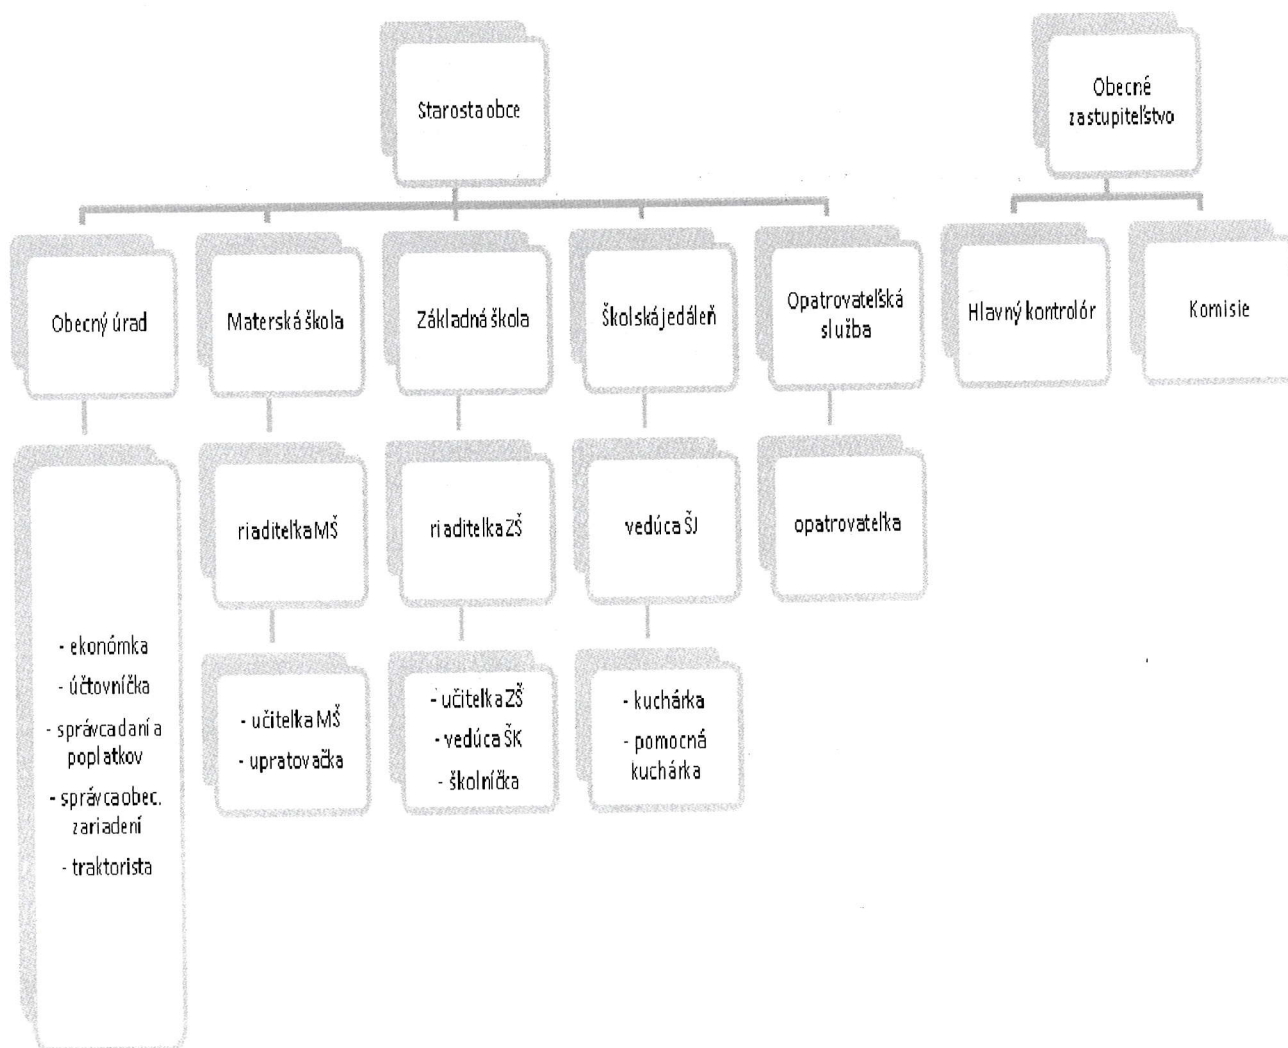 Starosta obce
Obecné
zastupiteľstvo
Obecný úrad
Materská škola
Základná škola
Školská jedáleň
Opatrovateľská
služba
Hlavný kontrolór
Komisie
riaditeľka MŠ
riaditelka ZŠ
vedúca ŠJ
opatrovateľka
- ekonómka
- účtovníčka
- správca daní a
poplatkov
- správca obec.
zariadení
- traktorista
- učiteľka MŠ
- upratovačka
- učiteľka ZŠ
- vedúca ŠK
- školníčka
- kuchárka
- pomocná
kuchárka